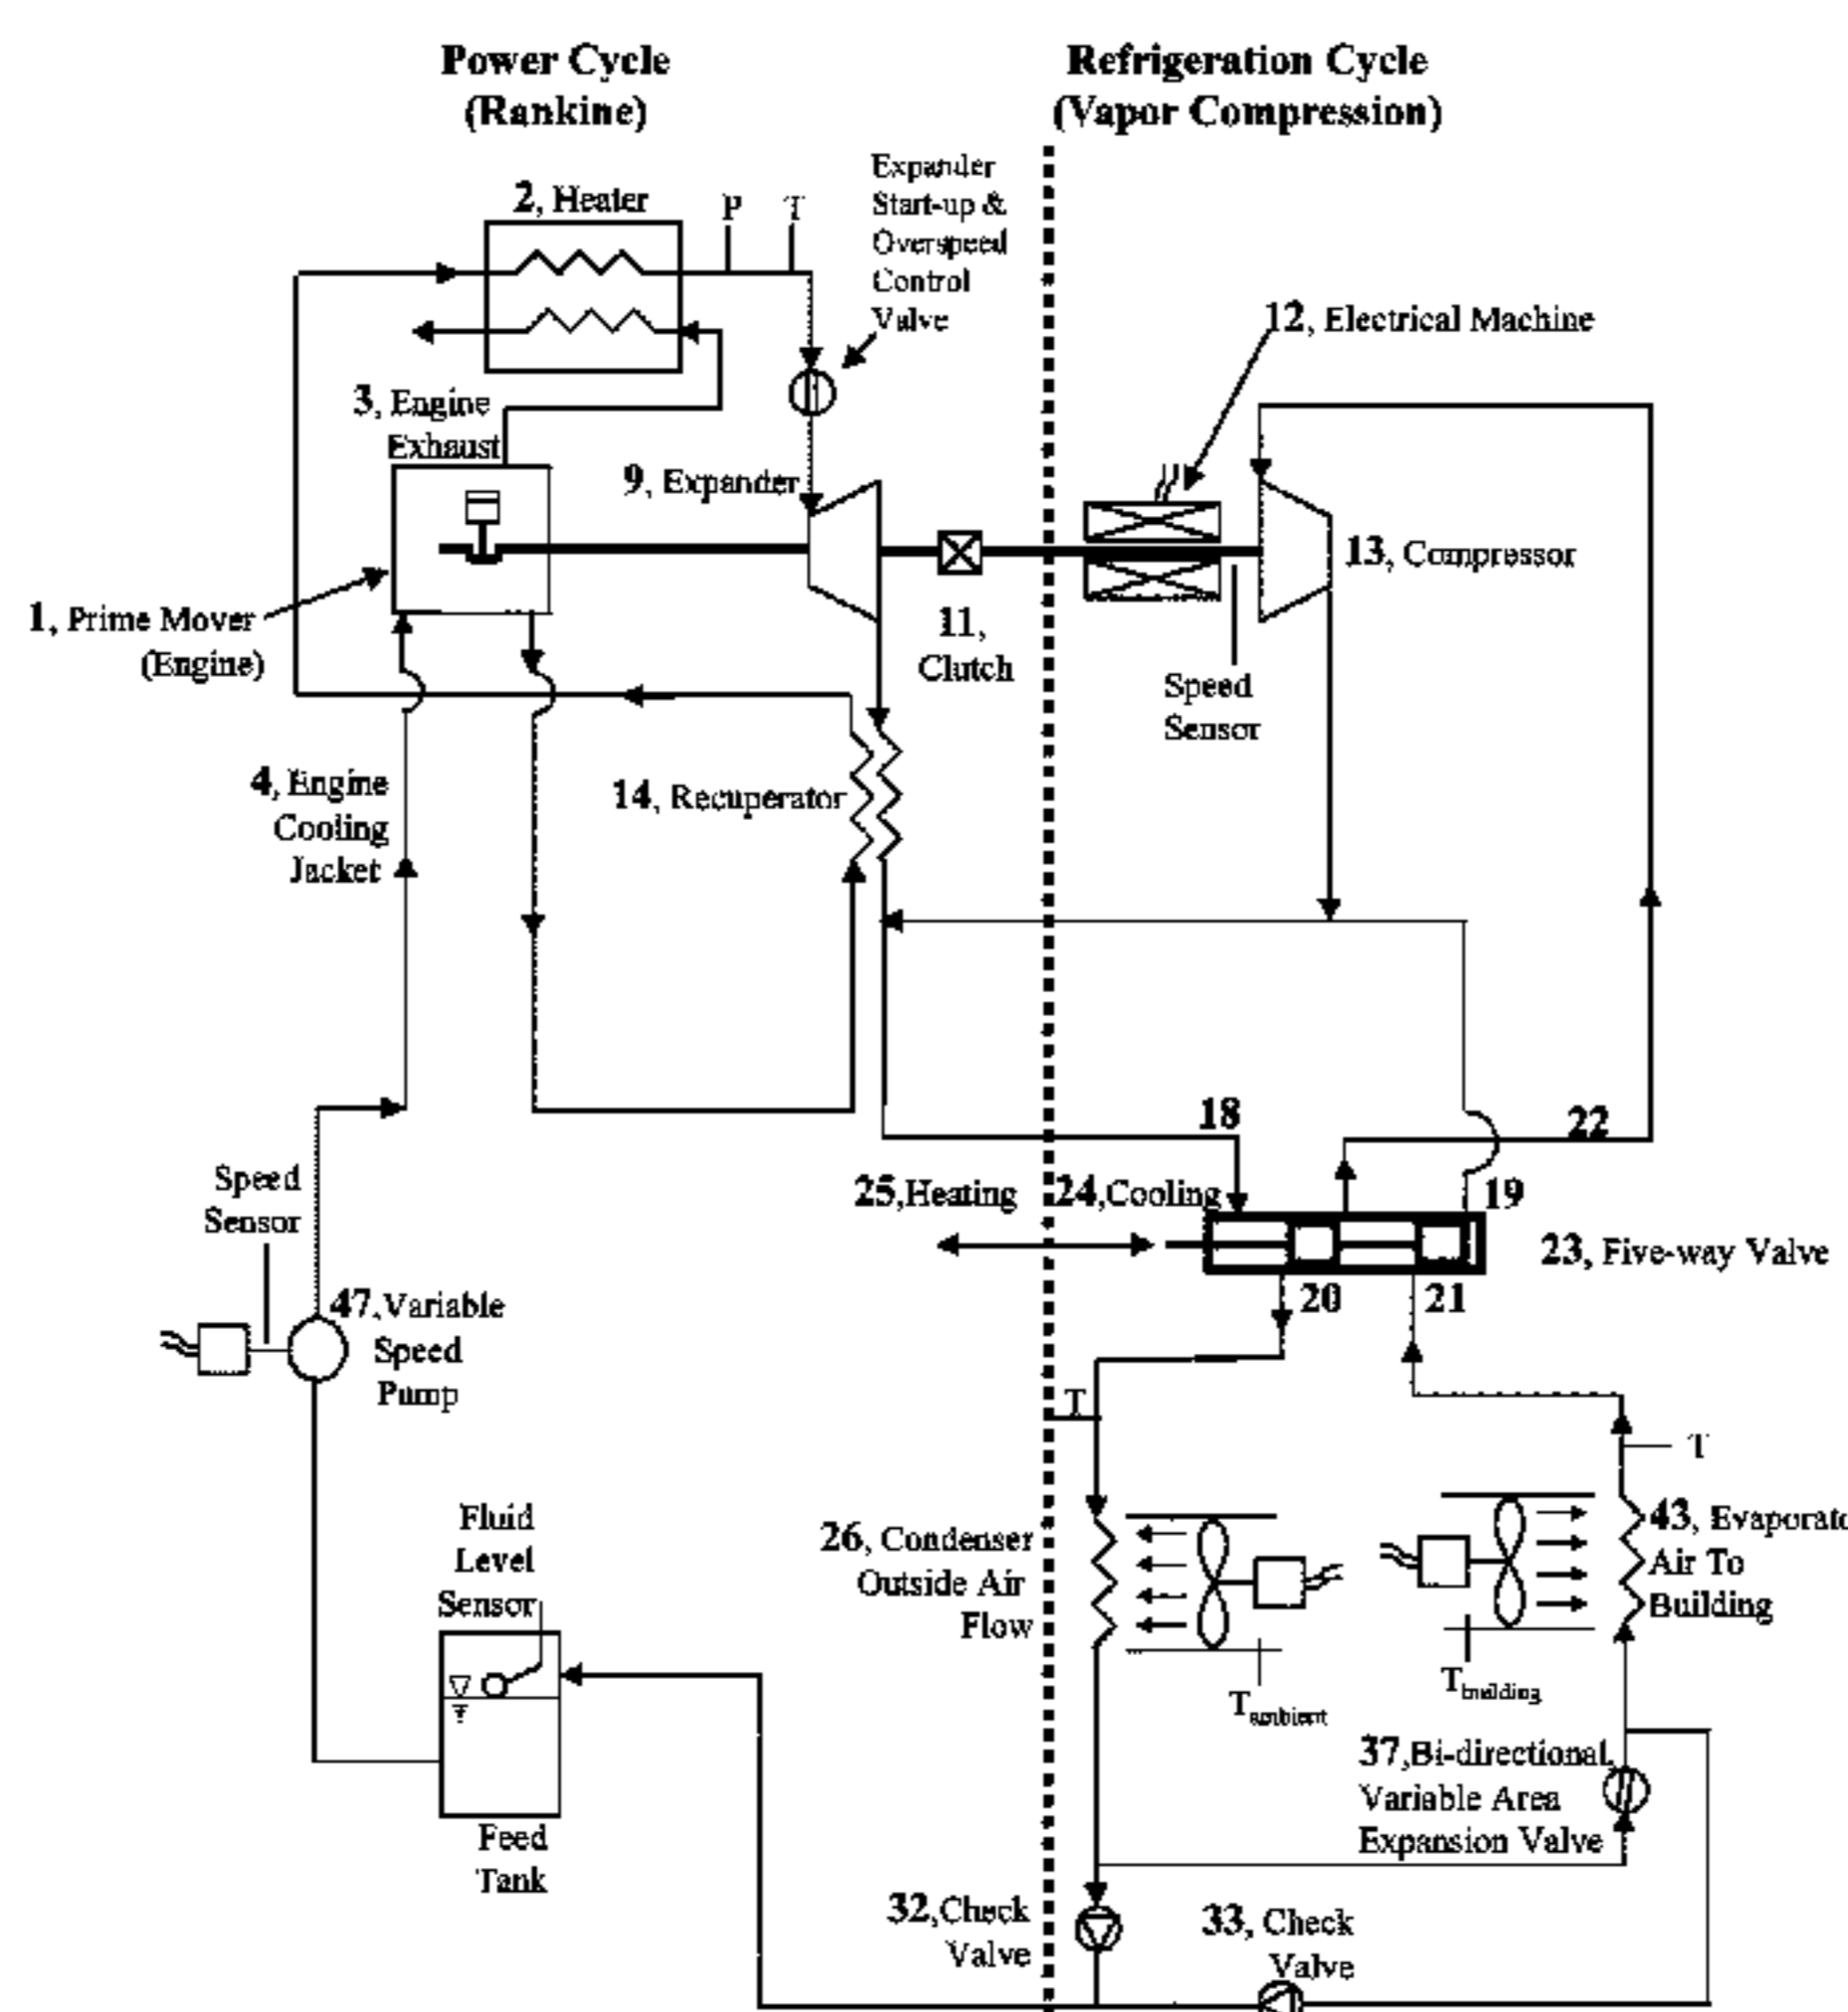 Power Cycle
(Rankine)
Refrigeration Cycle
(Vapor Compression)
Expander
Start-up &
Overspeed
Control
Valve
2, Heater
P
T
12, Electrical Machine
3, Engine
Exhaust
9, Expander
13, Compressor
1, Prime Mover
(Engine)
11,
Clutch
Speed
Sensor
4, Engine
Cooling
Jacket
14, Recuperator
18
22
25,Heating
24,Cooling
19
23, Five-way Valve
20
21
Speed
Sensor
47,Variable
Speed
Pump
T
T
Fluid
Level
Sensor
26, Condenser
Outside Air
Flow
43, Evaporato
Air To
Building
Tambient
Tbuilding
37,Bi-directional
Variable Area
Expansion Valve
Feed
Tank
32,Check
Valve
33, Check
Valve